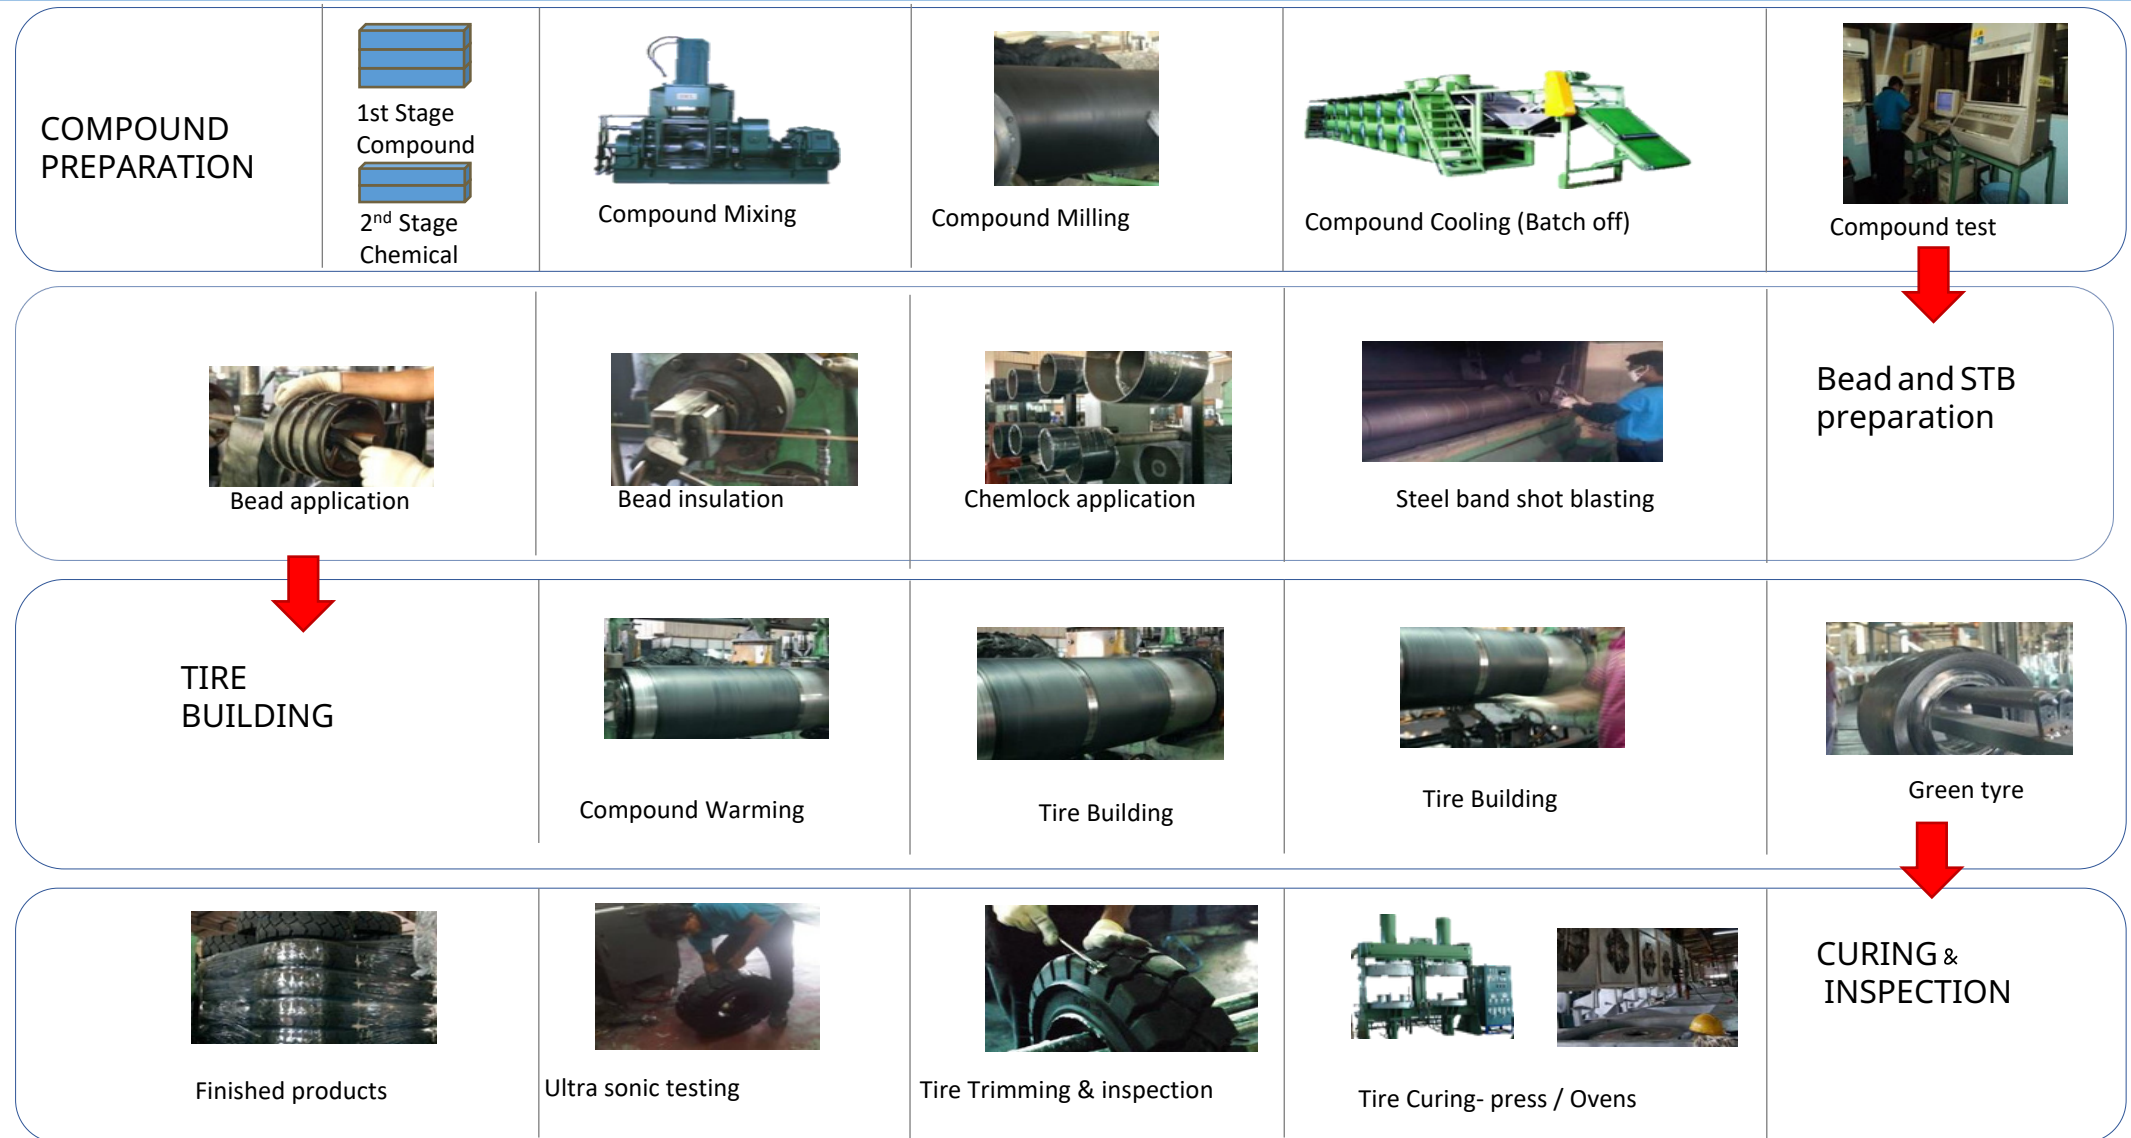 COMPOUND
PREPARATION
1st Stage
Compound
2nd Stage
Chemical
Compound Mixing
Compound Milling
Compound Cooling (Batch off)
Compound test
Bead application
Bead insulation
Chemlock application
Steel band shot blasting
Bead and STB
preparation
TIRE
BUILDING
Compound Warming
Tire Building
Tire Building
Green tyre
Finished products
Ultra sonic testing
Tire Trimming & inspection
Tire Curing- press / Ovens
CURING &
INSPECTION